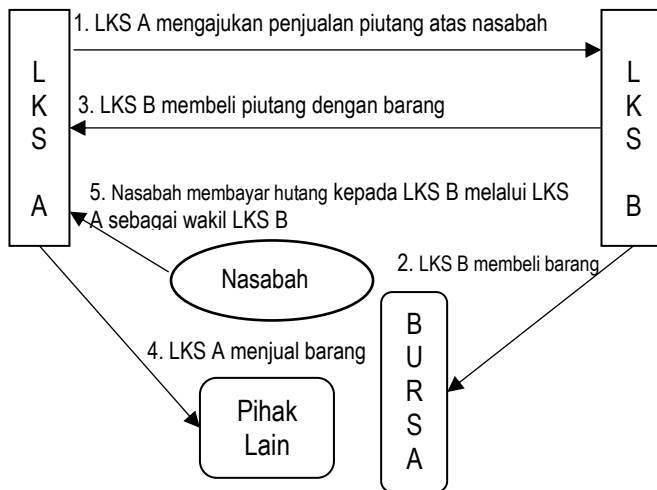 1. LKS A mengajukan penjualan piutang atas nasabah
L
K
S
A
L
K
S
B
3. LKS B membeli piutang dengan barang
5. Nasabah membayar hutang kepada LKS B melalui LKS
A sebagai wakil LKS B
2. LKS B membeli barang
Nasabah
B
U
R
S
A
4. LKS A menjual barang
Pihak
Lain